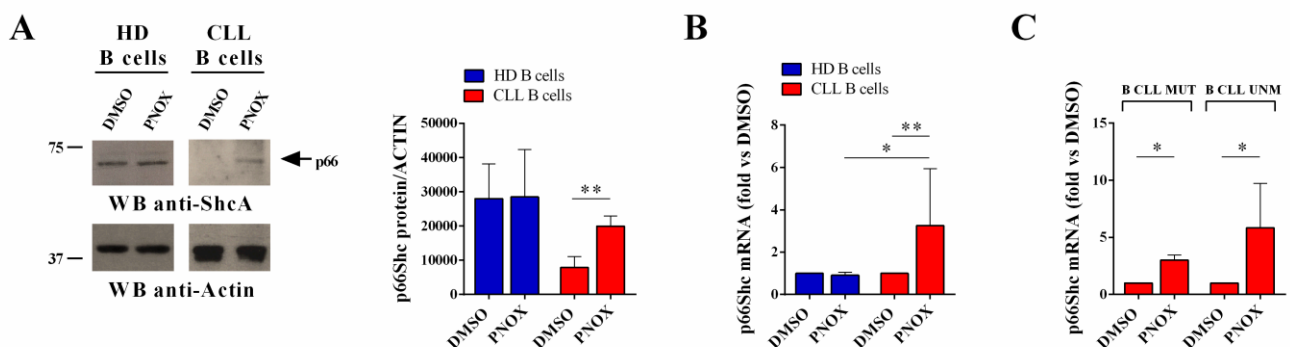 A
HD
B cells
CLL
B cells
DMSO
PNOX
DMSO
PNOX
75
p66
WB anti-ShcA
37
WB anti-Actin
HD B cells
CLL B cells
p66Shc protein/ACTIN
50000
40000
30000
20000
10000
0
**
DMSO
PNOX
DMSO
PNOX
B
HD B cells
CLL B cells
p66Shc mRNA (fold vs DMSO)
8
6
4
2
0
**
*
DMSO
PNOX
DMSO
PNOX
C
B CLL MUT
B CLL UNM
p66Shc mRNA (fold vs DMSO)
15
10
5
0
*
*
DMSO
PNOX
DMSO
PNOX